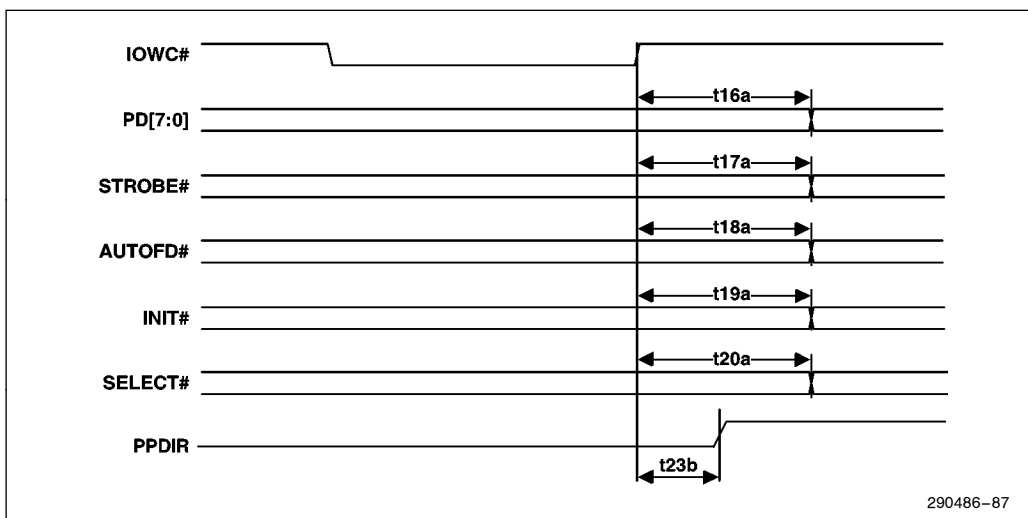 IOWC#
t16a
PD[7:0]
t17a
STROBE#
t18a
AUTOFD#
t19a
INIT#
t20a
SELECT#
PPDIR
t23b
290486–87